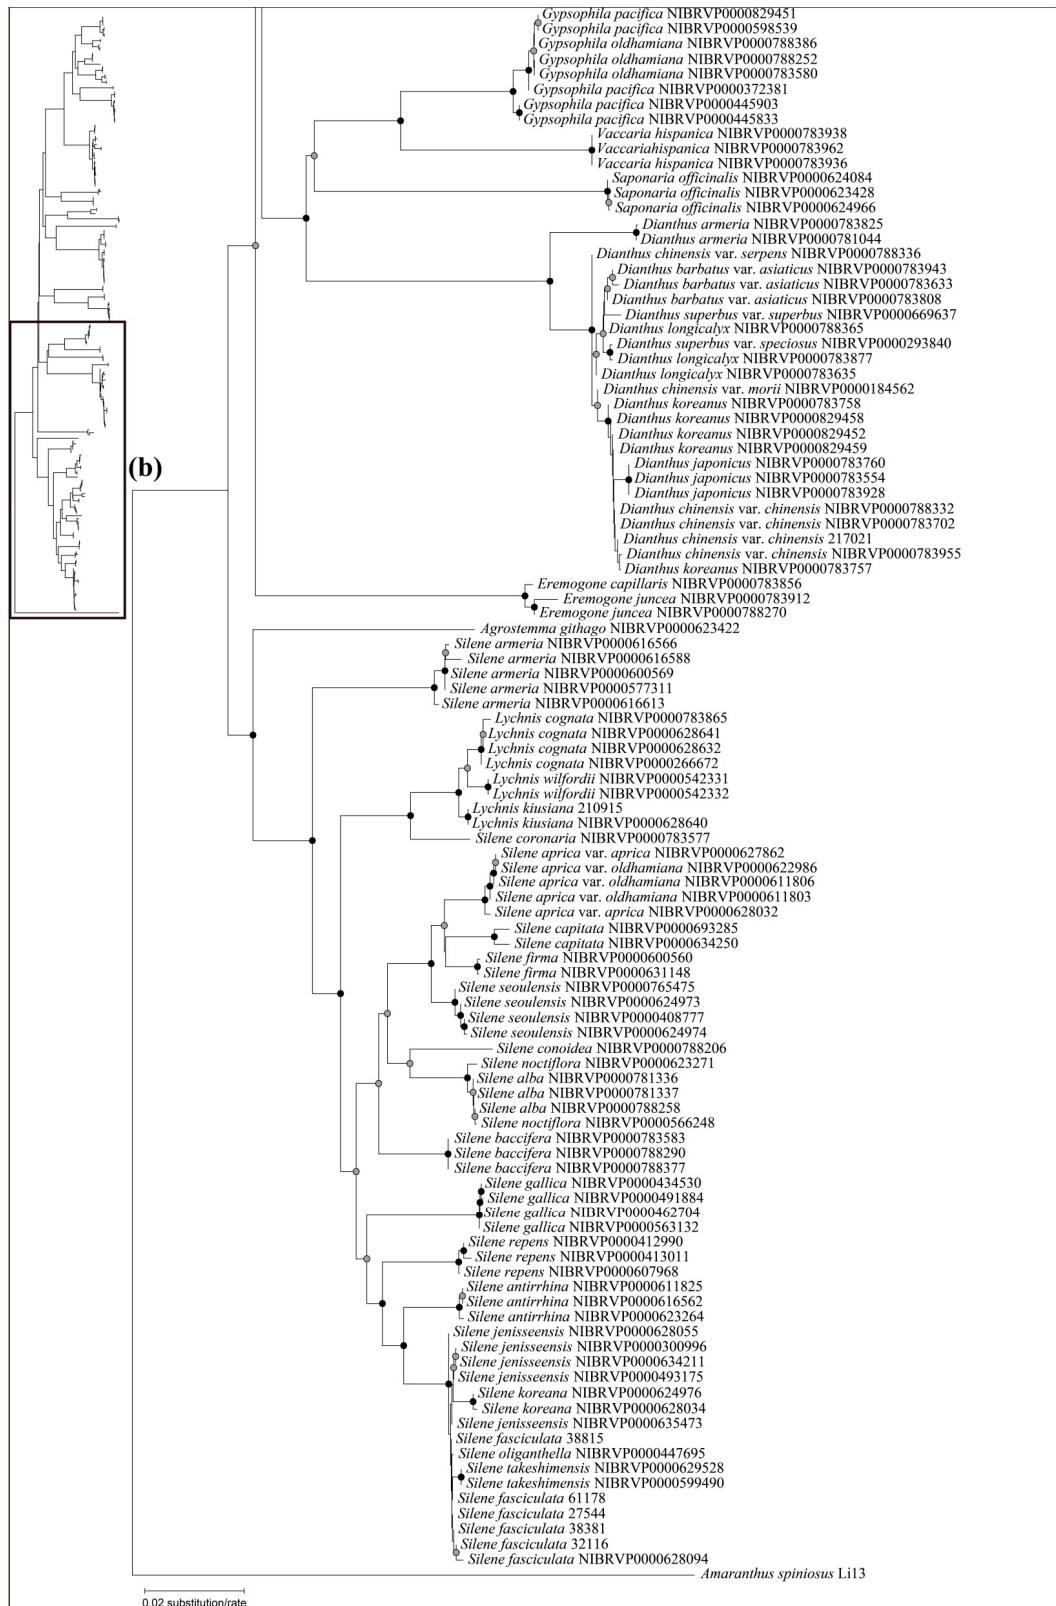 Gypsophila pacifica NIBRVP0000829451
Gypsophila pacifica NIBRVP0000598539
Gypsophila oldhamiana NIBRVP0000788386
Gypsophila oldhamiana NIBRVP0000788252
Gypsophila oldhamiana NIBRVP0000783580
Gypsophila pacifica NIBRVP0000372381
Gypsophila pacifica NIBRVP0000445903
Gypsophila pacifica NIBRVP0000445833
Vaccaria hispanica NIBRVP0000783938
Vaccariahispanica NIBRVP0000783962
Vaccaria hispanica NIBRVP0000783936
Saponaria officinalis NIBRVP0000624084
Saponaria officinalis NIBRVP0000623428
Saponaria officinalis NIBRVP0000624966
Dianthus armeria NIBRVP0000783825
Dianthus armeria NIBRVP0000781044
Dianthus chinensis var. serpens NIBRVP0000788336
Dianthus barbatus var. asiaticus NIBRVP0000783943
Dianthus barbatus var. asiaticus NIBRVP0000783633
Dianthus barbatus var. asiaticus NIBRVP0000783808
Dianthus superbus var. superbus NIBRVP0000669637
Dianthus longicalyx NIBRVP0000788365
Dianthus superbus var. speciosus NIBRVP0000293840
Dianthus longicalyx NIBRVP0000783877
Dianthus longicalyx NIBRVP0000783635
Dianthus chinensis var. morii NIBRVP0000184562
Dianthus koreanus NIBRVP0000783758
Dianthus koreanus NIBRVP0000829458
Dianthus koreanus NIBRVP0000829452
Dianthus koreanus NIBRVP0000829459
Dianthus japonicus NIBRVP0000783760
(b)
Dianthus japonicus NIBRVP0000783554
Dianthus japonicus NIBRVP0000783928
Dianthus chinensis var. chinensis NIBRVP0000788332
Dianthus chinensis var. chinensis NIBRVP0000783702
Dianthus chinensis var. chinensis 217021
Dianthus chinensis var. chinensis NIBRVP0000783955
Dianthus koreanus NIBRVP0000783757
Eremogone capillaris NIBRVP0000783856
Eremogone juncea NIBRVP0000783912
Eremogone juncea NIBRVP0000788270
Agrostemma githago NIBRVP0000623422
Silene armeria NIBRVP0000616566
Silene armeria NIBRVP0000616588
Silene armeria NIBRVP0000600569
Silene armeria NIBRVP0000577311
Silene armeria NIBRVP0000616613
Lychnis cognata NIBRVP0000783865
Lychnis cognata NIBRVP0000628641
Lychnis cognata NIBRVP0000628632
Lychnis cognata NIBRVP0000266672
Lychnis wilfordii NIBRVP0000542331
Lychnis wilfordii NIBRVP0000542332
Lychnis kiusiana 210915
Lychnis kiusiana NIBRVP0000628640
Silene coronaria NIBRVP0000783577
Silene aprica var. aprica NIBRVP0000627862
Silene aprica var. oldhamiana NIBRVP0000622986
Silene aprica var. oldhamiana NIBRVP0000611806
Silene aprica var. oldhamiana NIBRVP0000611803
Silene aprica var. aprica NIBRVP0000628032
Silene capitata NIBRVP0000693285
Silene capitata NIBRVP0000634250
Silene firma NIBRVP0000600560
Silene firma NIBRVP0000631148
Silene seoulensis NIBRVP0000765475
Silene seoulensis NIBRVP0000624973
Silene seoulensis NIBRVP0000408777
Silene seoulensis NIBRVP0000624974
Silene conoidea NIBRVP0000788206
Silene noctiflora NIBRVP0000623271
Silene alba NIBRVP0000781336
Silene alba NIBRVP0000781337
Silene alba NIBRVP0000788258
Silene noctiflora NIBRVP0000566248
Silene baccifera NIBRVP0000783583
Silene baccifera NIBRVP0000788290
Silene baccifera NIBRVP0000788377
Silene gallica NIBRVP0000434530
Silene gallica NIBRVP0000491884
Silene gallica NIBRVP0000462704
Silene gallica NIBRVP0000563132
Silene repens NIBRVP0000412990
Silene repens NIBRVP0000413011
Silene repens NIBRVP0000607968
Silene antirrhina NIBRVP0000611825
Silene antirrhina NIBRVP0000616562
Silene antirrhina NIBRVP0000623264
Silene jenisseensis NIBRVP0000628055
Silene jenisseensis NIBRVP0000300996
Silene jenisseensis NIBRVP0000634211
Silene jenisseensis NIBRVP0000493175
Silene koreana NIBRVP0000624976
Silene koreana NIBRVP0000628034
Silene jenisseensis NIBRVP0000635473
Silene fasciculata 38815
Silene oliganthella NIBRVP0000447695
Silene takeshimensis NIBRVP0000629528
Silene takeshimensis NIBRVP0000599490
Silene fasciculata 61178
Silene fasciculata 27544
Silene fasciculata 38381
Silene fasciculata 32116
Silene fasciculata NIBRVP0000628094
Amaranthus spiniosus Li13
0.02 substitution/rate